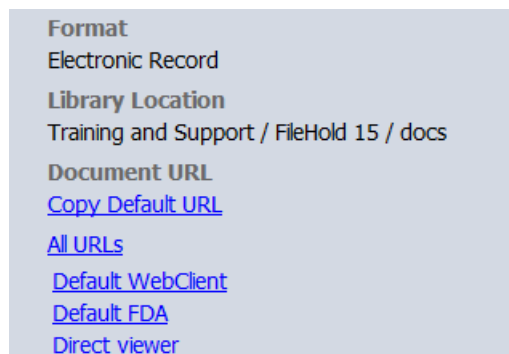 Format
Electronic Record
Library Location
Training and Support / FileHold 15 / docs
Document URL
Copy Default URL
All URLs
Default WebClient
Default FDA
Direct viewer